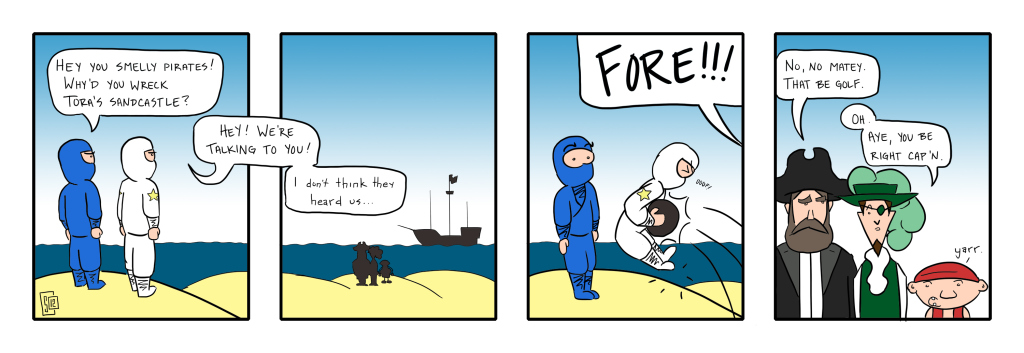 HEY YOU SMELLY PIRATES!
WHY'D YOU WRECK
TORA'S SANDCASTLE?
HEY! WE'RE
TALKING TO YOU!
I don't think they
heard us...
FORE!!!
OOOF!
NO, NO MATEY.
THAT BE GOLF.
OH.
AYE, YOU BE
RIGHT CAP'N.
yarr.